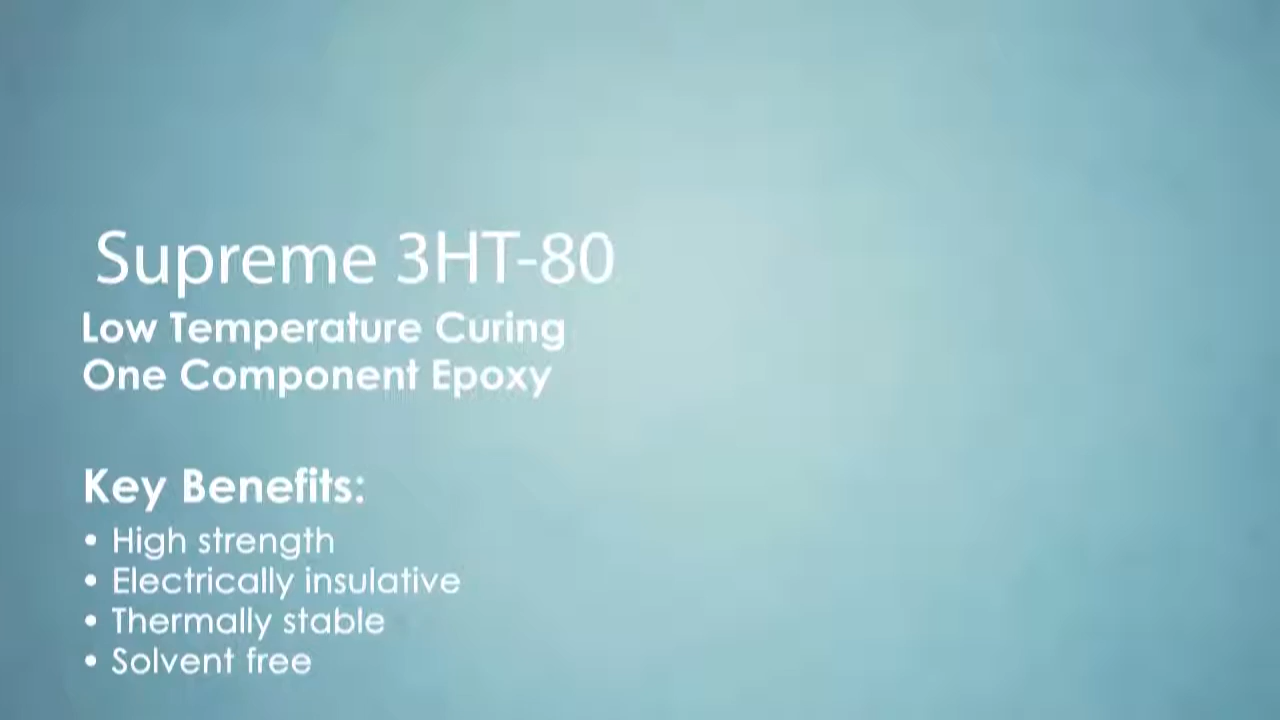 Supreme 3HT-80
Low Temperature Curing
One Component Epoxy
Key Benefits:
• High strength
• Electrically insulative
• Thermally stable
• Solvent free